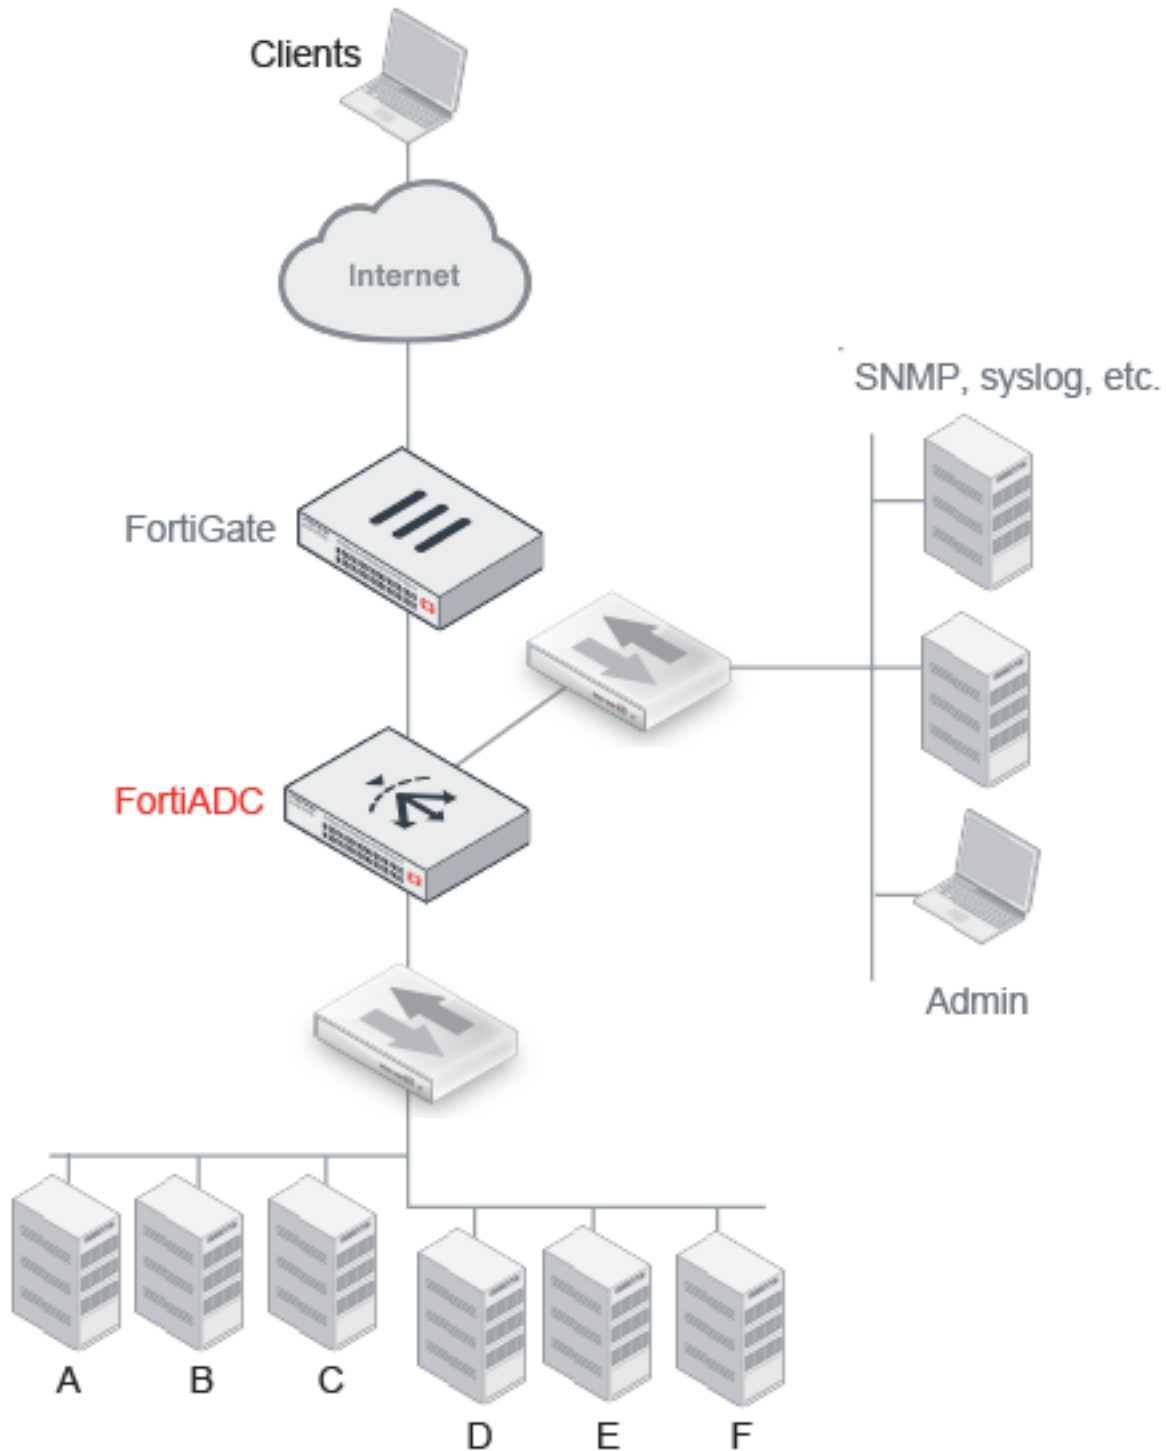 Clients
Internet
SNMP, syslog, etc.
FortiGate
FortiADC
Admin
A
B
C
D
E
F